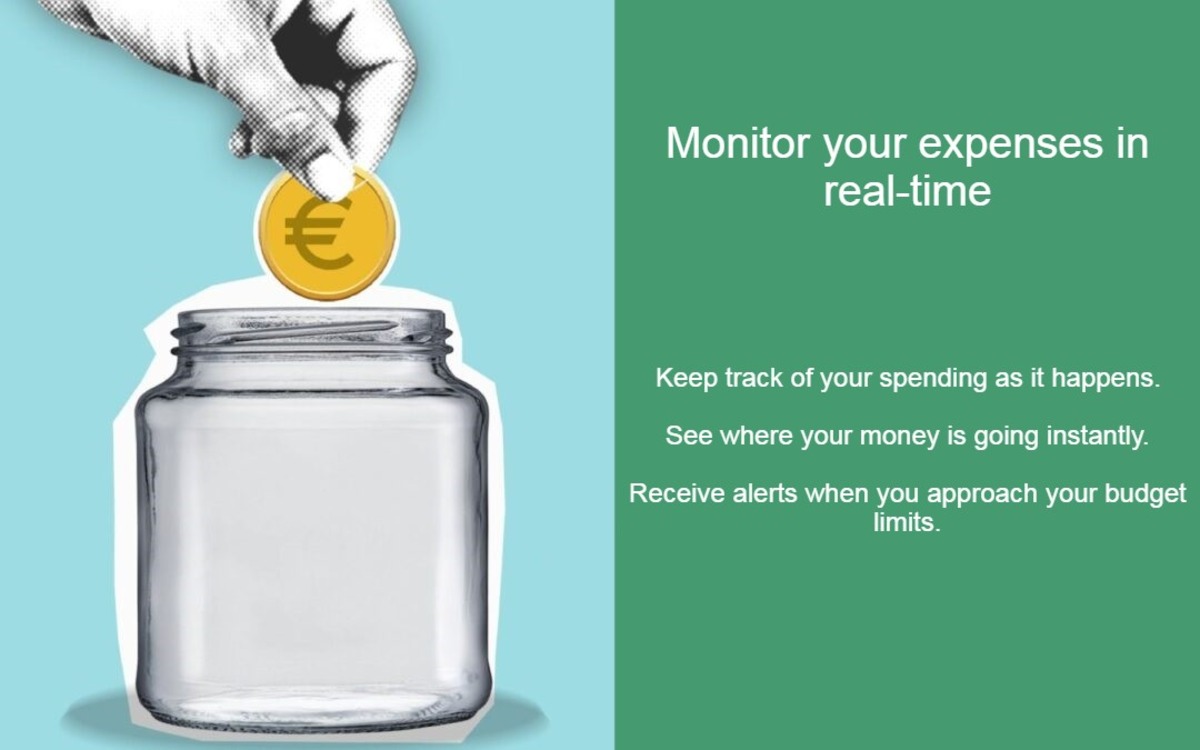 €
Monitor your expenses in
real-time
Keep track of your spending as it happens.
See where your money is going instantly.
Receive alerts when you approach your budget
limits.